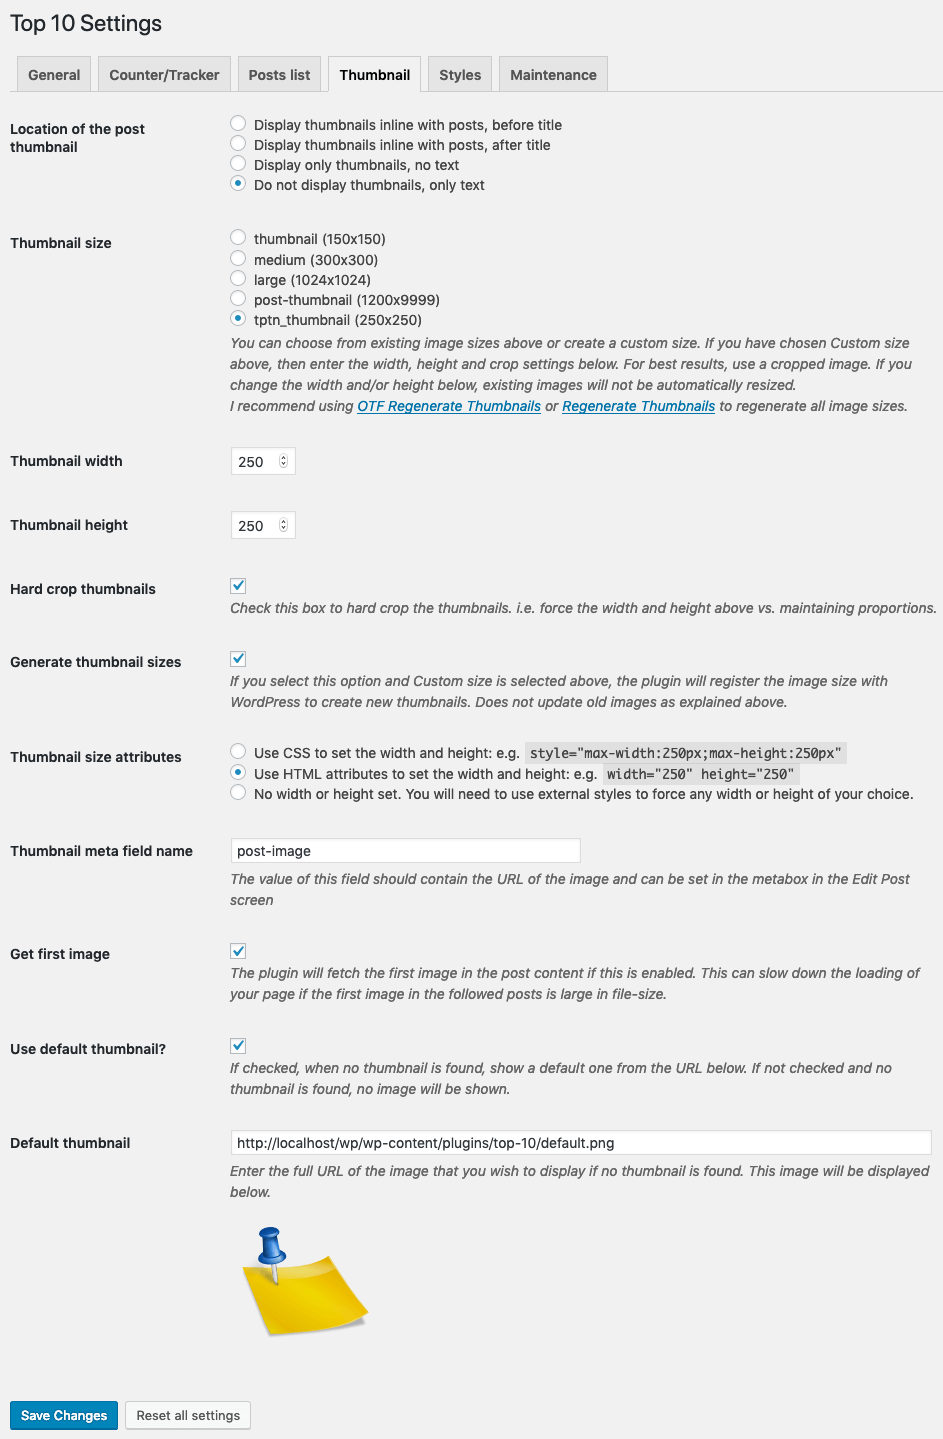 Top 10 Settings
General Counter/Tracker Posts list Thumbnail Styles Maintenance
Location of the post
thumbnail
Display thumbnails inline with posts, before title
Display thumbnails inline with posts, after title
Display only thumbnails, no text
Do not display thumbnails, only text
Thumbnail size
thumbnail (150x150)
medium (300x300)
large (1024x1024)
post-thumbnail (1200x9999)
tptn_thumbnail (250x250)
You can choose from existing image sizes above or create a custom size. If you have chosen Custom size
above, then enter the width, height and crop settings below. For best results, use a cropped image. If you
change the width and/or height below, existing images will not be automatically resized.
I recommend using OTF Regenerate Thumbnails or Regenerate Thumbnails to regenerate all image sizes.
Thumbnail width
250
Thumbnail height
250
Hard crop thumbnails
Check this box to hard crop the thumbnails. i.e. force the width and height above vs. maintaining proportions.
Generate thumbnail sizes
If you select this option and Custom size is selected above, the plugin will register the image size with
WordPress to create new thumbnails. Does not update old images as explained above.
Thumbnail size attributes
Use CSS to set the width and height: e.g. style="max-width:250px;max-height:250px"
Use HTML attributes to set the width and height: e.g. width="250" height="250"
No width or height set. You will need to use external styles to force any width or height of your choice.
Thumbnail meta field name
post-image
The value of this field should contain the URL of the image and can be set in the metabox in the Edit Post
screen
Get first image
The plugin will fetch the first image in the post content if this is enabled. This can slow down the loading of
your page if the first image in the followed posts is large in file-size.
Use default thumbnail?
If checked, when no thumbnail is found, show a default one from the URL below. If not checked and no
thumbnail is found, no image will be shown.
Default thumbnail
http://localhost/wp/wp-content/plugins/top-10/default.png
Enter the full URL of the image that you wish to display if no thumbnail is found. This image will be displayed
below.
Save Changes Reset all settings